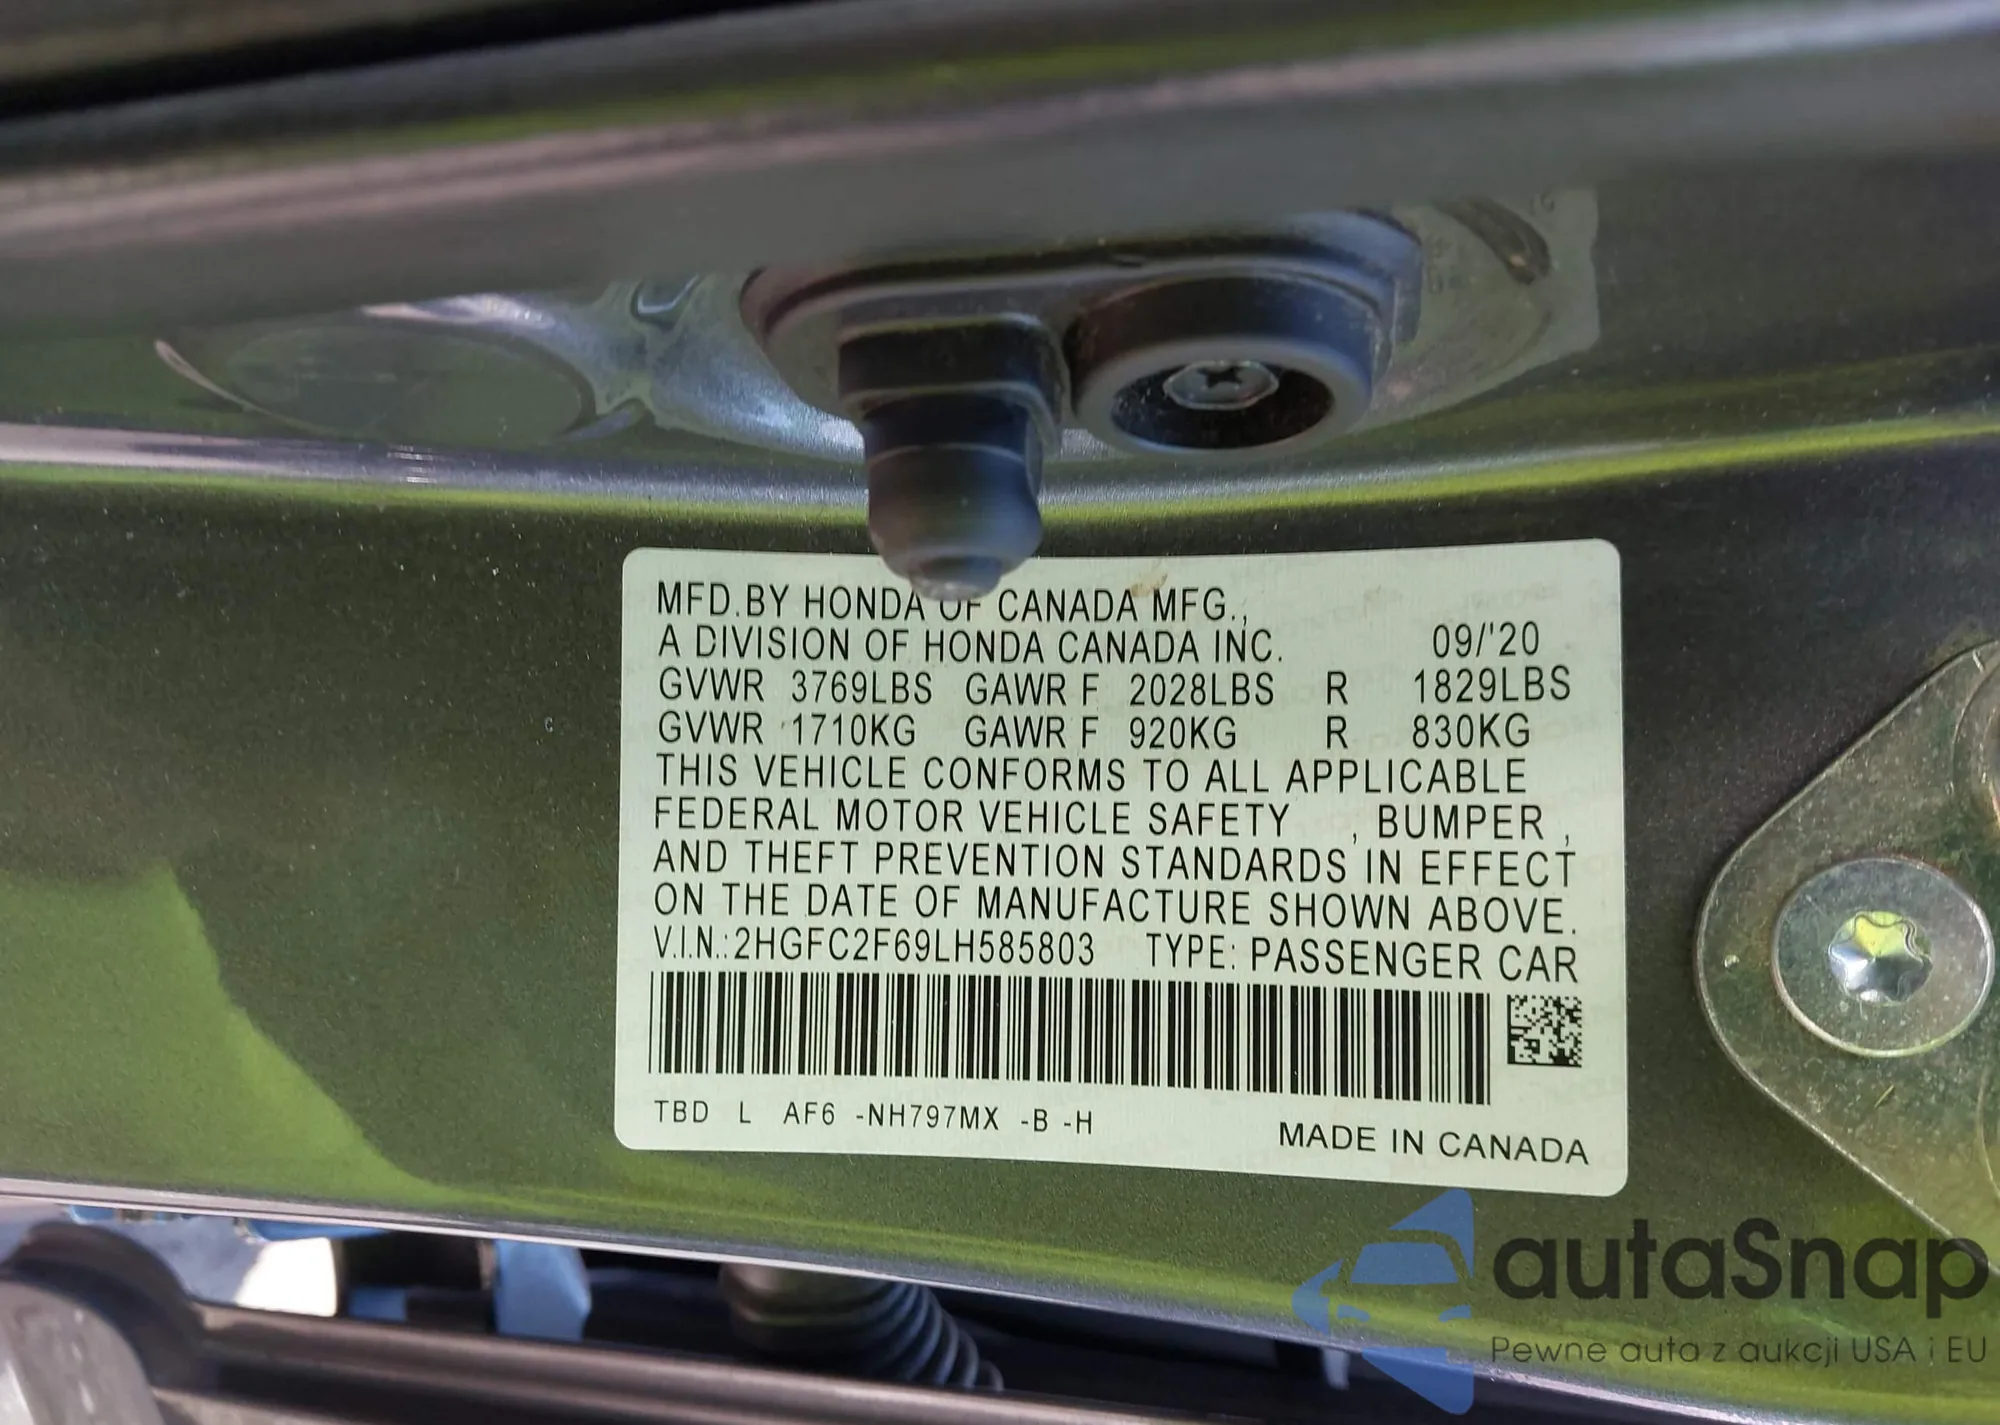 MFD.BY HONDA OF CANADA MFG.,
A DIVISION OF HONDA CANADA INC. 09/'20
GVWR 3769LBS GAWR F 2028LBS R 1829LBS
GVWR 1710KG GAWR F 920KG R 830KG
THIS VEHICLE CONFORMS TO ALL APPLICABLE
FEDERAL MOTOR VEHICLE SAFETY , BUMPER ,
AND THEFT PREVENTION STANDARDS IN EFFECT
ON THE DATE OF MANUFACTURE SHOWN ABOVE.
V.I.N.:2HGFC2F69LH585803 TYPE: PASSENGER CAR
TBD L AF6 -NH797MX -B -H
MADE IN CANADA
autaSnap
Pewne auta z aukcji USA i EU